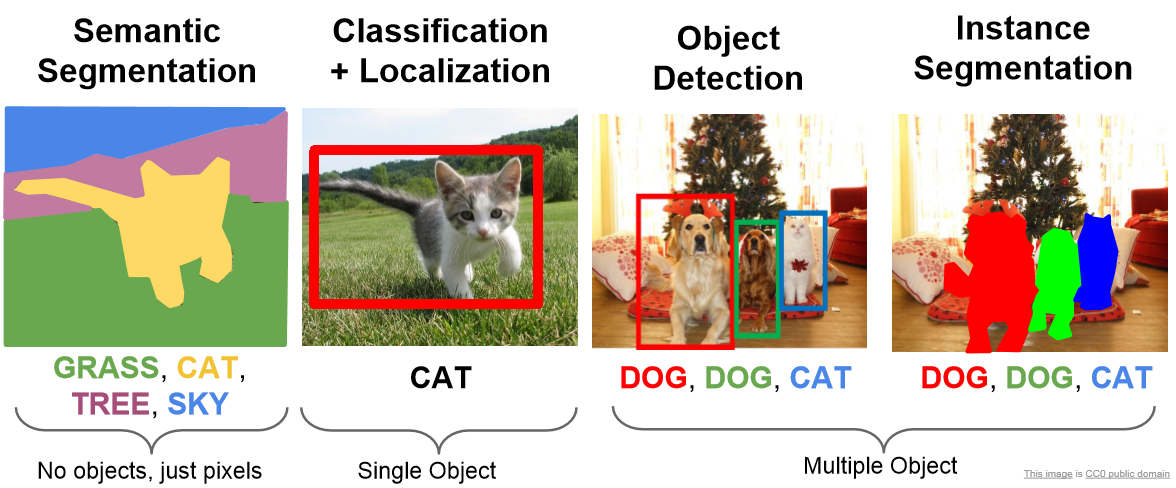 Semantic
Segmentation
Classification
+ Localization
Object
Detection
Instance
Segmentation
GRASS, CAT,
TREE, SKY
CAT
DOG, DOG, CAT
DOG, DOG, CAT
No objects, just pixels
Single Object
Multiple Object
This image is CC0 public domain